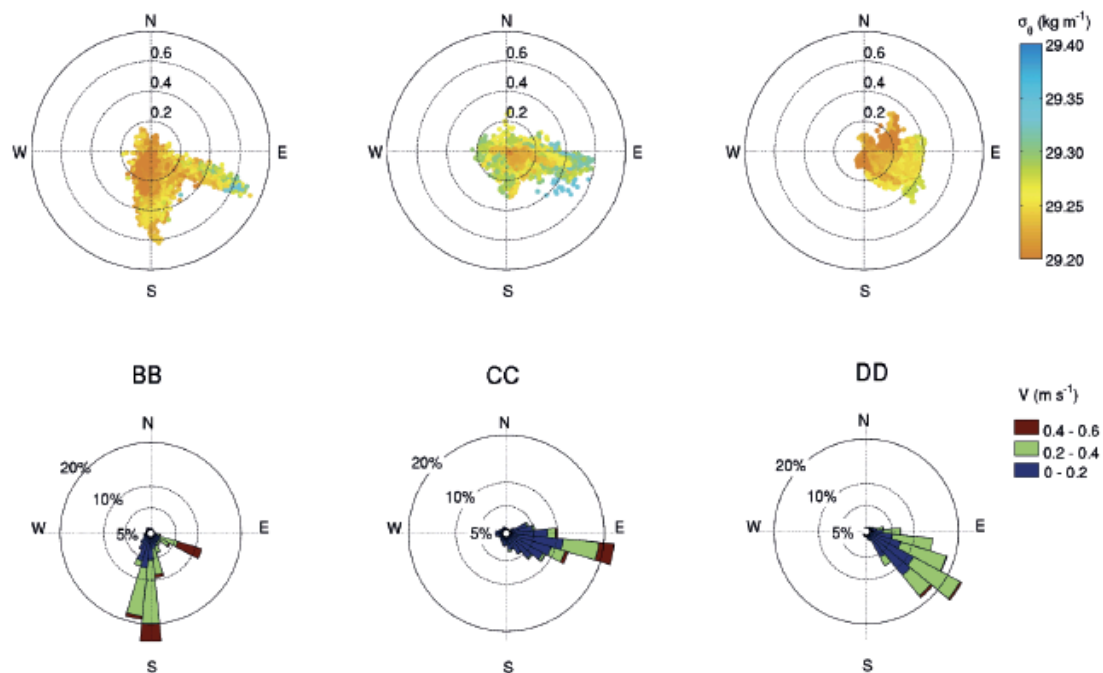 N
0.6
0.4
0.2
W
E
S
N
0.6
0.4
0.2
W
E
S
N
0.6
0.4
0.2
W
E
S
σθ (kg m⁻¹)
29.40
29.35
29.30
29.25
29.20
BB
N
20%
10%
5%
W
E
S
CC
N
20%
10%
5%
W
E
S
DD
N
20%
10%
5%
W
E
S
V (m s⁻¹)
0.4 - 0.6
0.2 - 0.4
0 - 0.2